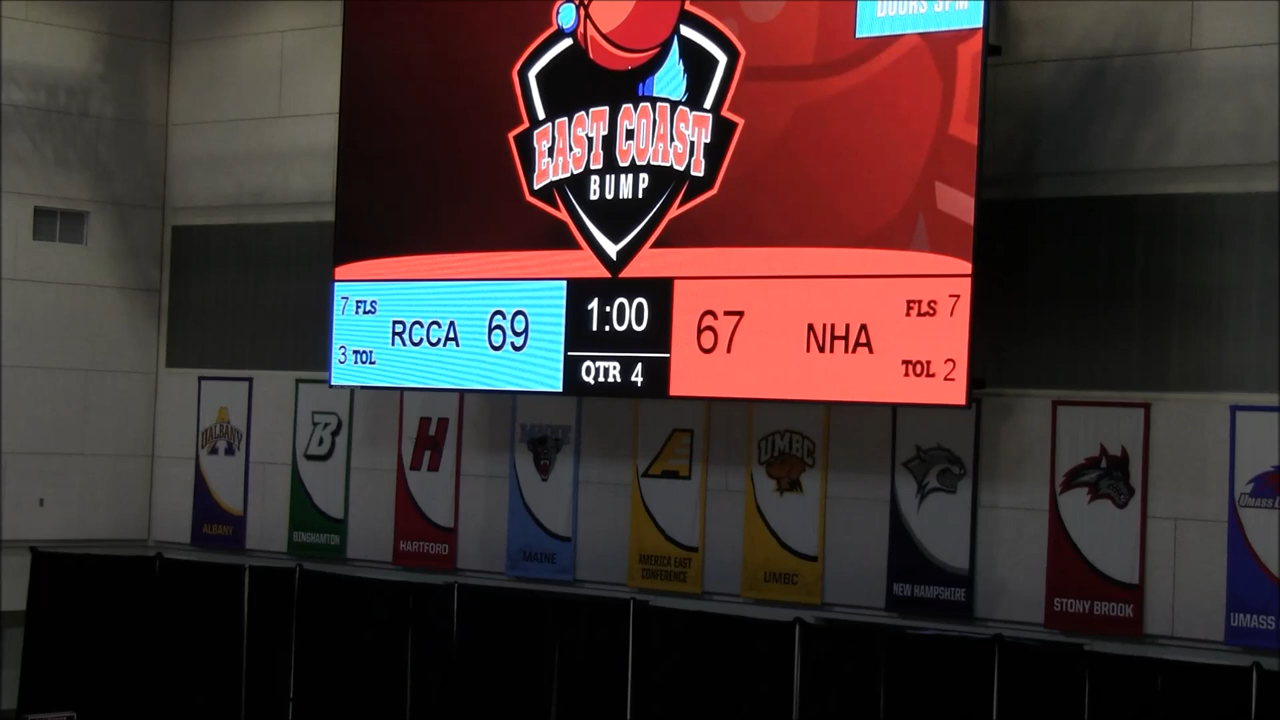 DOORS 5PM
EAST COAST
BUMP
7 FLS
3 TOL
RCCA 69
1:00
QTR 4
67 NHA
FLS 7
TOL 2
UALBANY
ALBANY
B
BINGHAMTON
H
HARTFORD
MAINE
MAINE
AE
AMERICA EAST
CONFERENCE
UMBC
UMBC
NEW HAMPSHIRE
STONY BROOK
UMASS
UMASS